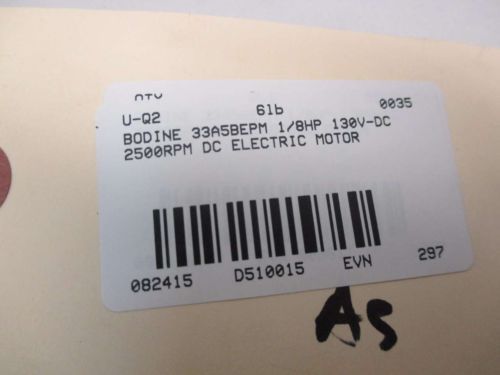 QTY
U-Q2 6lb 0035
BODINE 33A5BEPM 1/8HP 130V-DC
2500RPM DC ELECTRIC MOTOR
082415 D510015 EVN 297
As